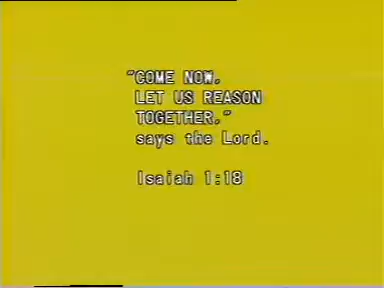 "COME NOW.
LET US REASON
TOGETHER."
says the Lord.
Isaiah 1:18